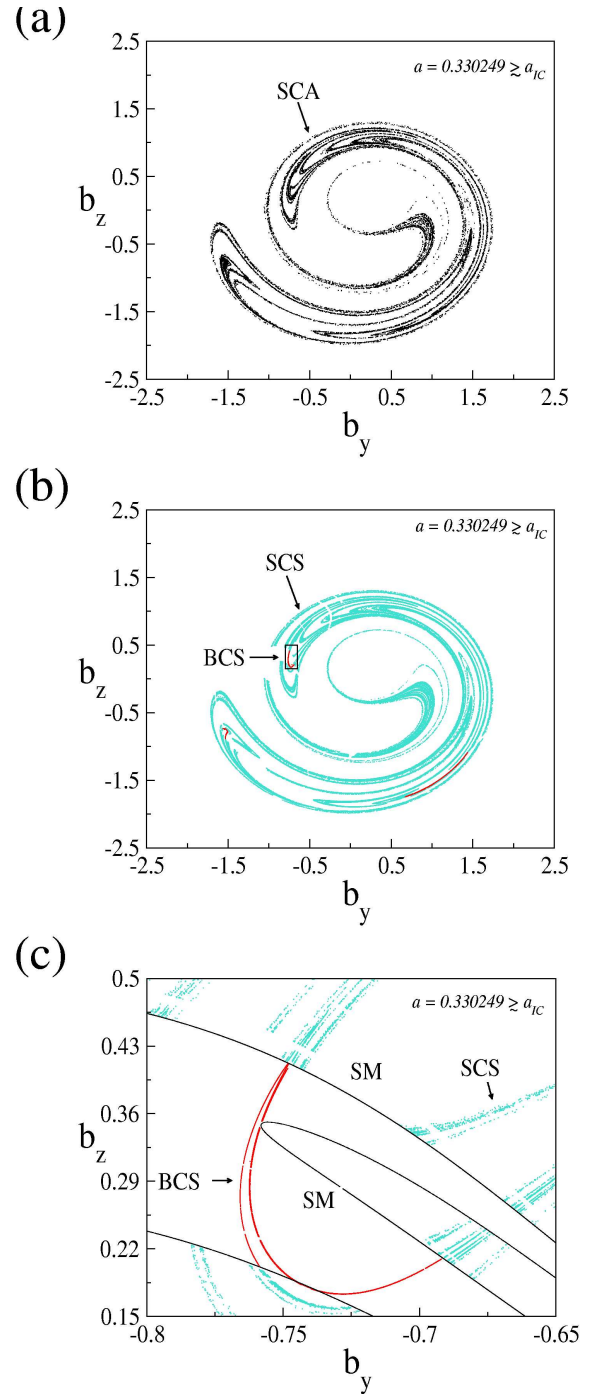 (a)
a = 0.330249 ≳ a_IC
SCA
b_z
2.5
1.5
0.5
-0.5
-1.5
-2.5
-2.5 -1.5 -0.5 0.5 1.5 2.5
b_y
(b)
a = 0.330249 ≳ a_IC
SCS
BCS
b_z
2.5
1.5
0.5
-0.5
-1.5
-2.5
-2.5 -1.5 -0.5 0.5 1.5 2.5
b_y
(c)
a = 0.330249 ≳ a_IC
SM
SCS
BCS
SM
b_z
0.5
0.43
0.36
0.29
0.22
0.15
-0.8 -0.75 -0.7 -0.65
b_y